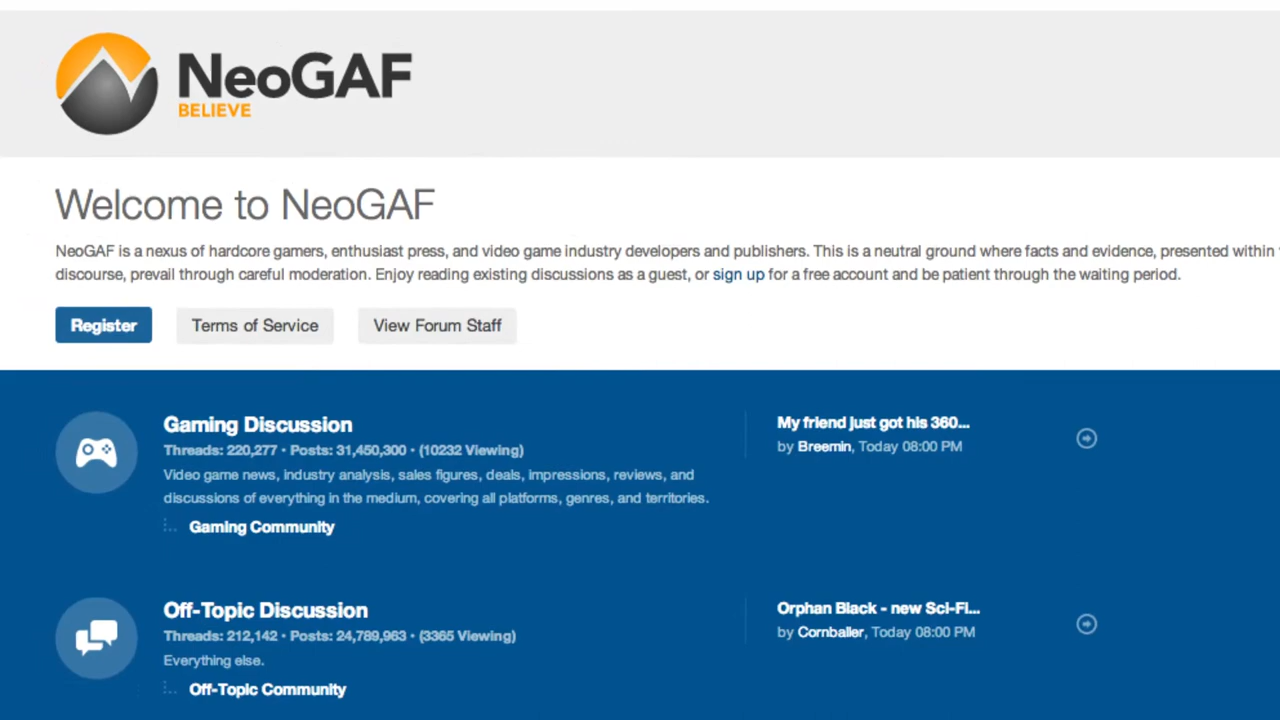 NeoGAF
BELIEVE
Welcome to NeoGAF
NeoGAF is a nexus of hardcore gamers, enthusiast press, and video game industry developers and publishers. This is a neutral ground where facts and evidence, presented within
discourse, prevail through careful moderation. Enjoy reading existing discussions as a guest, or sign up for a free account and be patient through the waiting period.
Register
Terms of Service
View Forum Staff
Gaming Discussion
Threads: 220,277 • Posts: 31,450,300 • (10232 Viewing)
Video game news, industry analysis, sales figures, deals, impressions, reviews, and
discussions of everything in the medium, covering all platforms, genres, and territories.
Gaming Community
My friend just got his 360...
by Breemin, Today 08:00 PM
Off-Topic Discussion
Threads: 212,142 • Posts: 24,789,963 • (3365 Viewing)
Everything else.
Off-Topic Community
Orphan Black - new Sci-Fi...
by Cornballer, Today 08:00 PM